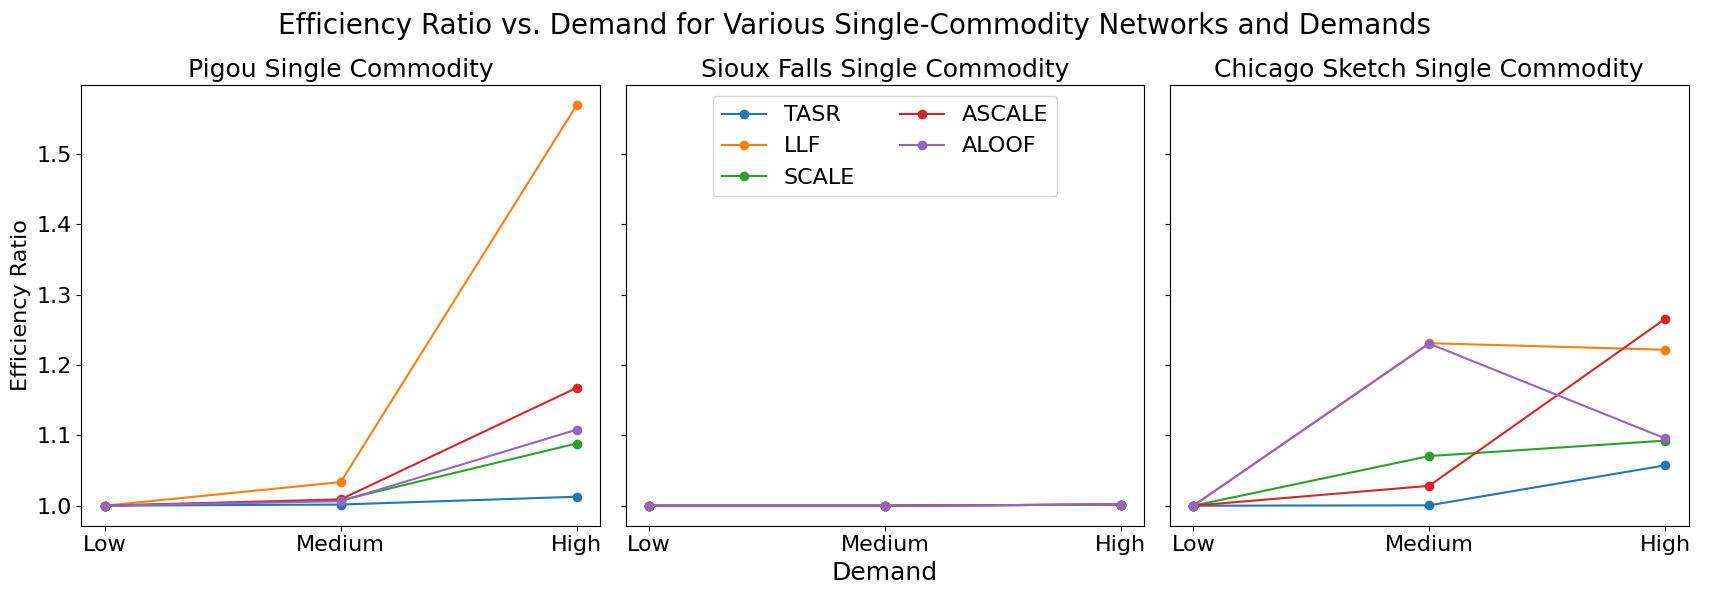 Efficiency Ratio vs. Demand for Various Single-Commodity Networks and Demands
Pigou Single Commodity
Sioux Falls Single Commodity
Chicago Sketch Single Commodity
Efficiency Ratio
1.5
1.4
1.3
1.2
1.1
1.0
TASR
LLF
SCALE
ASCALE
ALOOF
Low Medium High
Low Medium High
Low Medium High
Demand